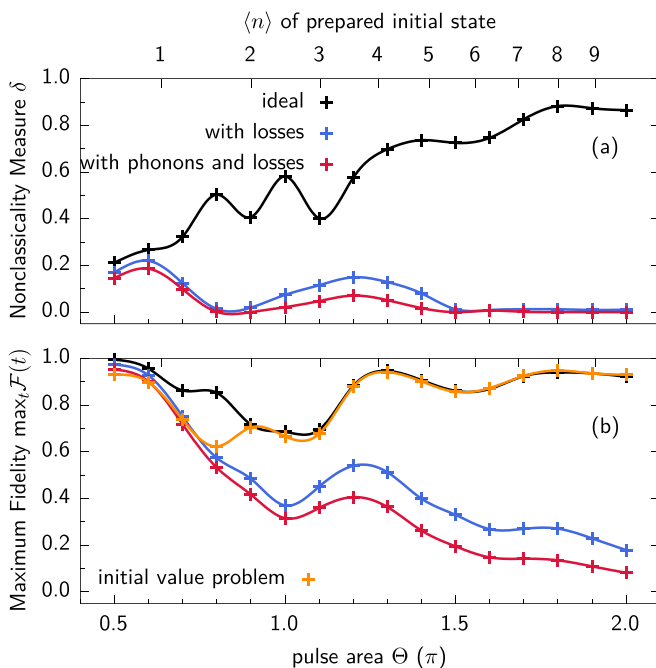 ⟨n⟩ of prepared initial state
1 2 3 4 5 6 7 8 9
Nonclassicality Measure δ
1.0
0.8
0.6
0.4
0.2
0.0
ideal
with losses
with phonons and losses
(a)
Maximum Fidelity maxₜF(t)
1.0
0.8
0.6
0.4
0.2
0.0
(b)
initial value problem
0.5 1.0 1.5 2.0
pulse area Θ (π)